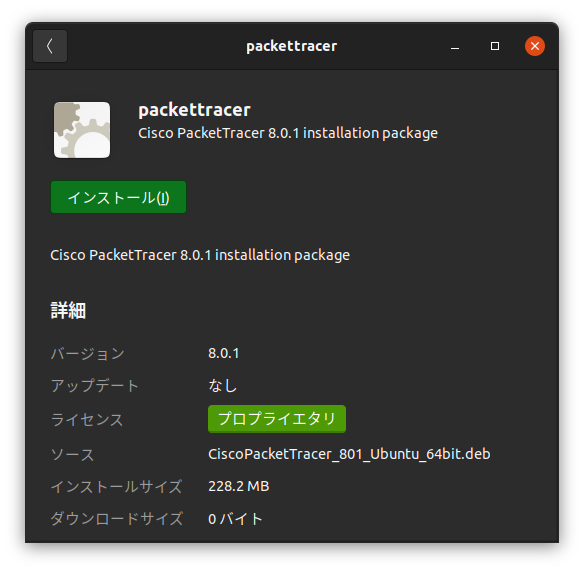 packettracer
packettracer
Cisco PacketTracer 8.0.1 installation package
インストール(I)
Cisco PacketTracer 8.0.1 installation package
詳細
バージョン 8.0.1
アップデート なし
ライセンス プロプライエタリ
ソース CiscoPacketTracer_801_Ubuntu_64bit.deb
インストールサイズ 228.2 MB
ダウンロードサイズ 0 バイト